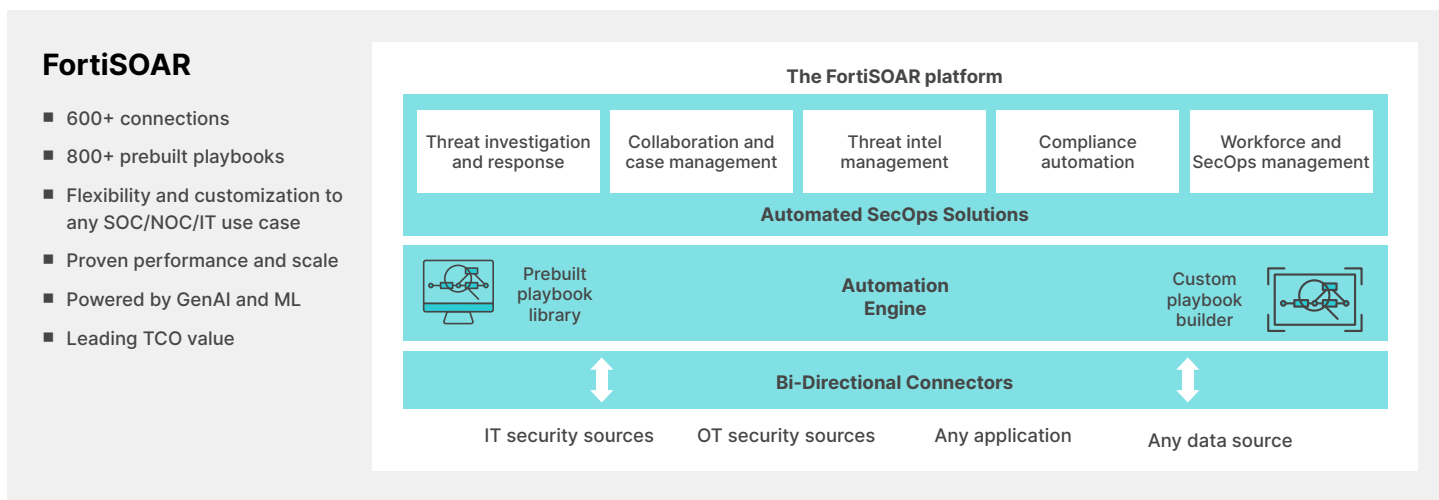 FortiSOAR
600+ connections
800+ prebuilt playbooks
Flexibility and customization to
any SOC/NOC/IT use case
Proven performance and scale
Powered by GenAI and ML
Leading TCO value
The FortiSOAR platform
Threat investigation
and response
Collaboration and
case management
Threat intel
management
Compliance
automation
Workforce and
SecOps management
Automated SecOps Solutions
Prebuilt
playbook
library
Automation
Engine
Custom
playbook
builder
Bi-Directional Connectors
IT security sources
OT security sources
Any application
Any data source